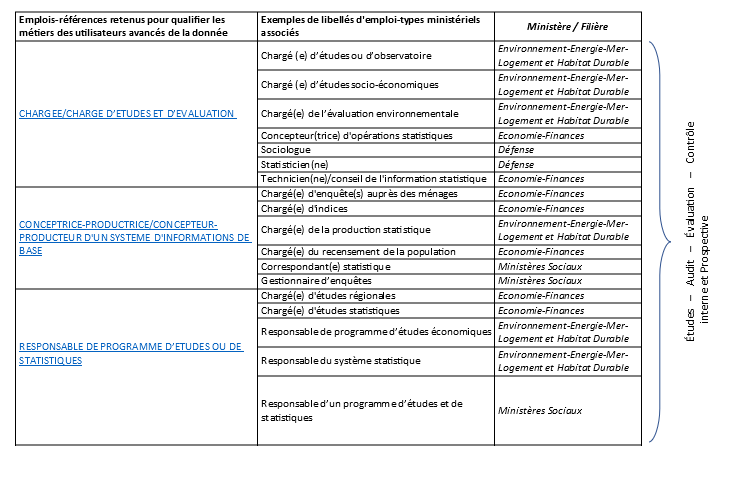 Emplois-références retenus pour qualifier les
métiers des utilisateurs avancés de la donnée
Exemples de libellés d'emploi-types ministériels
associés
Ministère / Filière
CHARGEE/CHARGE D'ETUDES ET D'EVALUATION
Chargé (e) d'études ou d'observatoire
Environnement-Energie-Mer-
Logement et Habitat Durable
Chargé (e) d'études socio-économiques
Environnement-Energie-Mer-
Logement et Habitat Durable
Chargé(e) de l'évaluation environnementale
Environnement-Energie-Mer-
Logement et Habitat Durable
Concepteur(trice) d'opérations statistiques
Economie-Finances
Sociologue
Défense
Statisticien(ne)
Défense
Technicien(ne)/conseil de l'information statistique
Economie-Finances
CONCEPTRICE-PRODUCTRICE/CONCEPTEUR-
PRODUCTEUR D'UN SYSTEME D'INFORMATIONS DE
BASE
Chargé(e) d'enquête(s) auprès des ménages
Economie-Finances
Chargé(e) d'indices
Economie-Finances
Chargé(e) de la production statistique
Environnement-Energie-Mer-
Logement et Habitat Durable
Chargé(e) du recensement de la population
Economie-Finances
Correspondant(e) statistique
Ministères Sociaux
Gestionnaire d'enquêtes
Ministères Sociaux
RESPONSABLE DE PROGRAMME D'ETUDES OU DE
STATISTIQUES
Chargé(e) d'études régionales
Economie-Finances
Chargé(e) d'études statistiques
Economie-Finances
Responsable de programme d'études économiques
Environnement-Energie-Mer-
Logement et Habitat Durable
Responsable du système statistique
Environnement-Energie-Mer-
Logement et Habitat Durable
Responsable d'un programme d'études et de
statistiques
Ministères Sociaux
Études – Audit – Évaluation – Contrôle
interne et Prospective